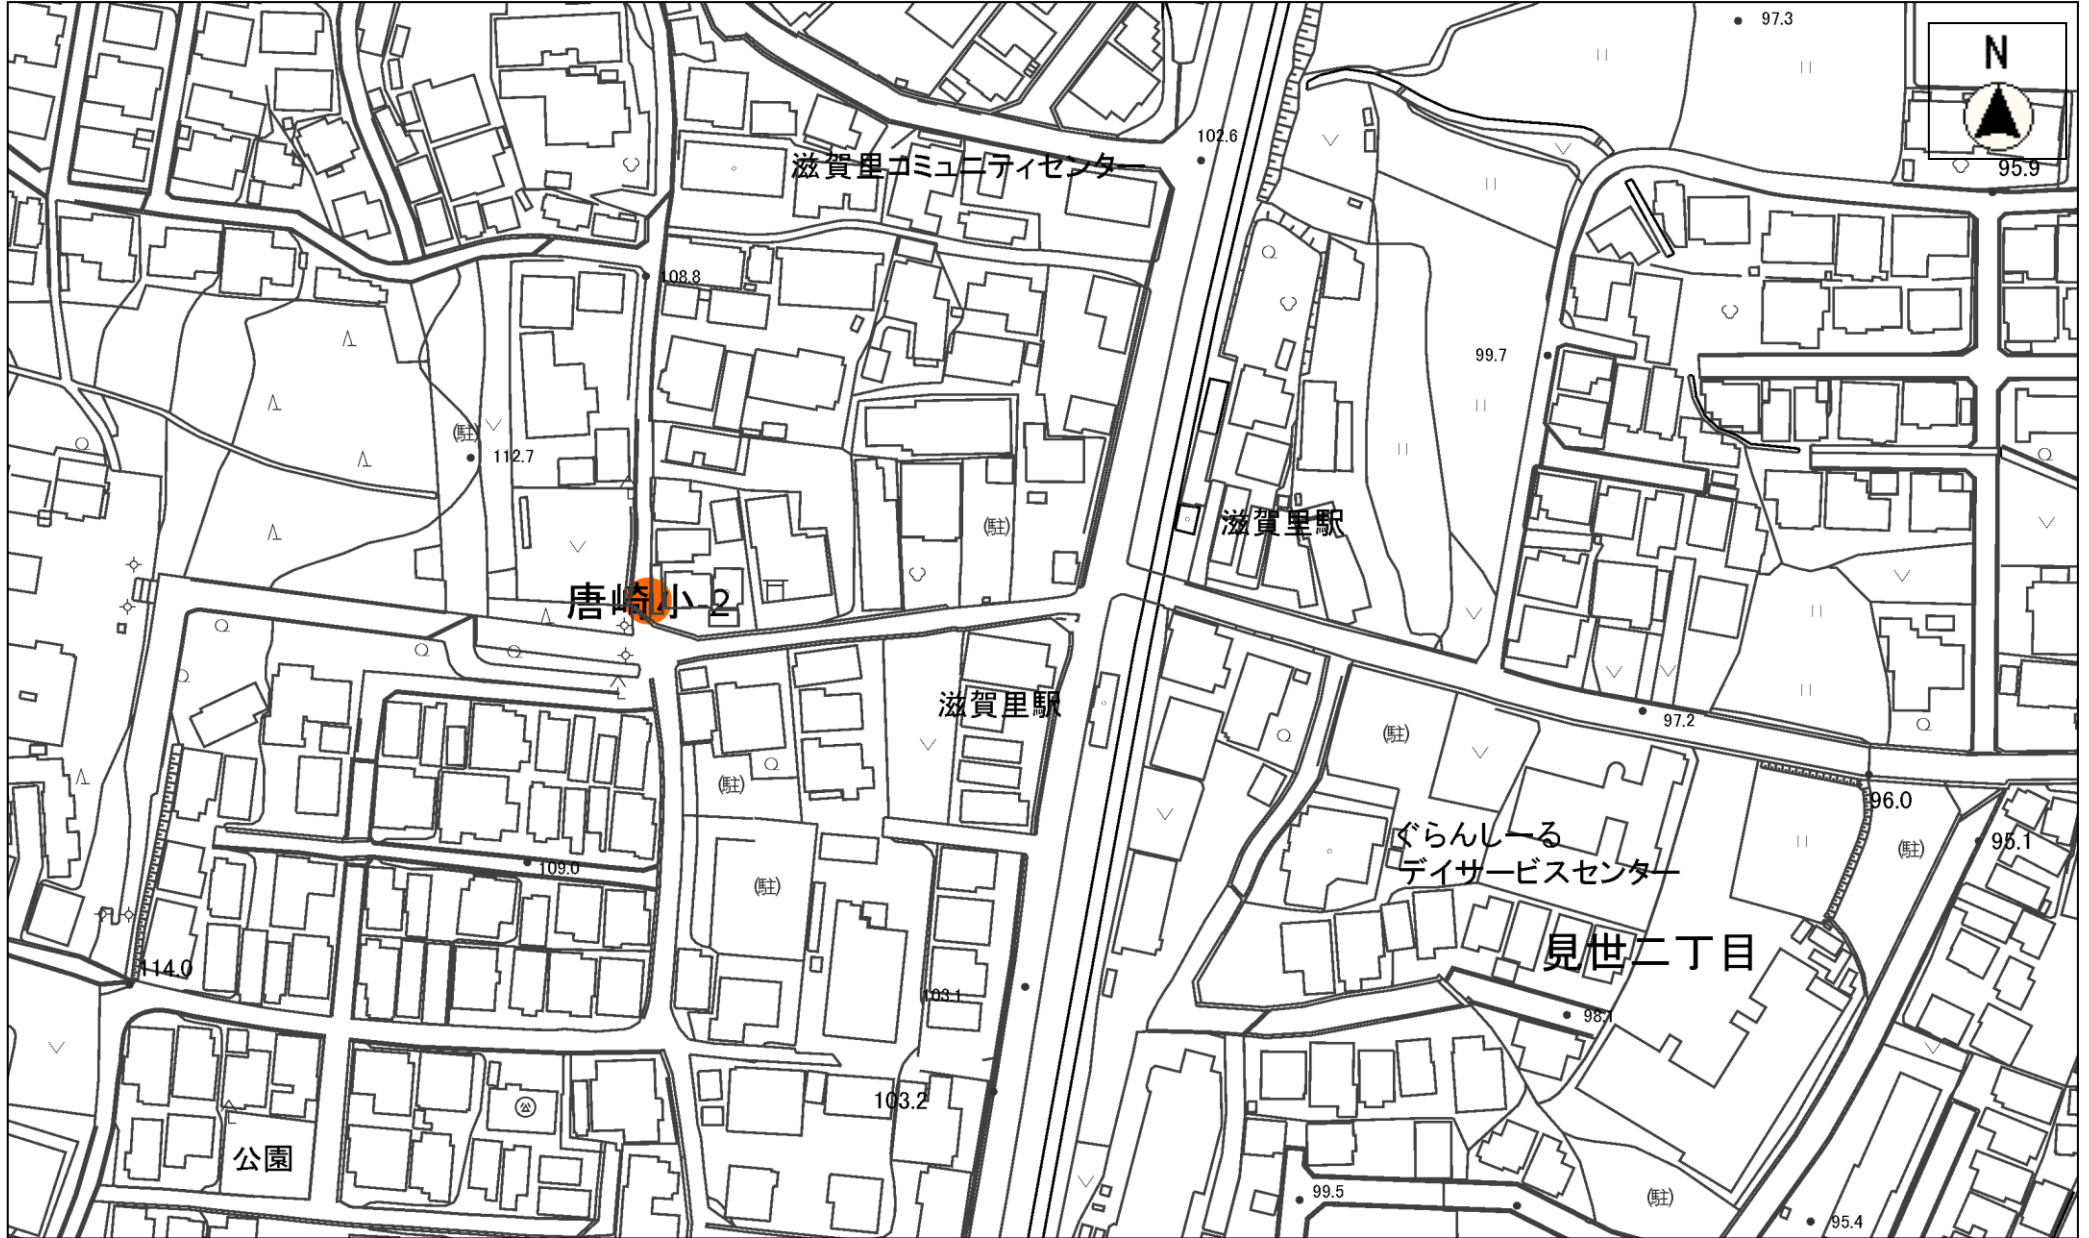 97.3
N
102.6
滋賀里コミュニティセンター
95.9
108.8
99.7
(駐)
112.7
滋賀里駅
(駐)
唐崎小-2
滋賀里駅
97.2
(駐)
(駐)
96.0
ぐらんしーる
デイサービスセンター
95.1
(駐)
109.0
(駐)
見世二丁目
114.0
103.1
98.1
103.2
公
公園
99.5
(駐)
95.4